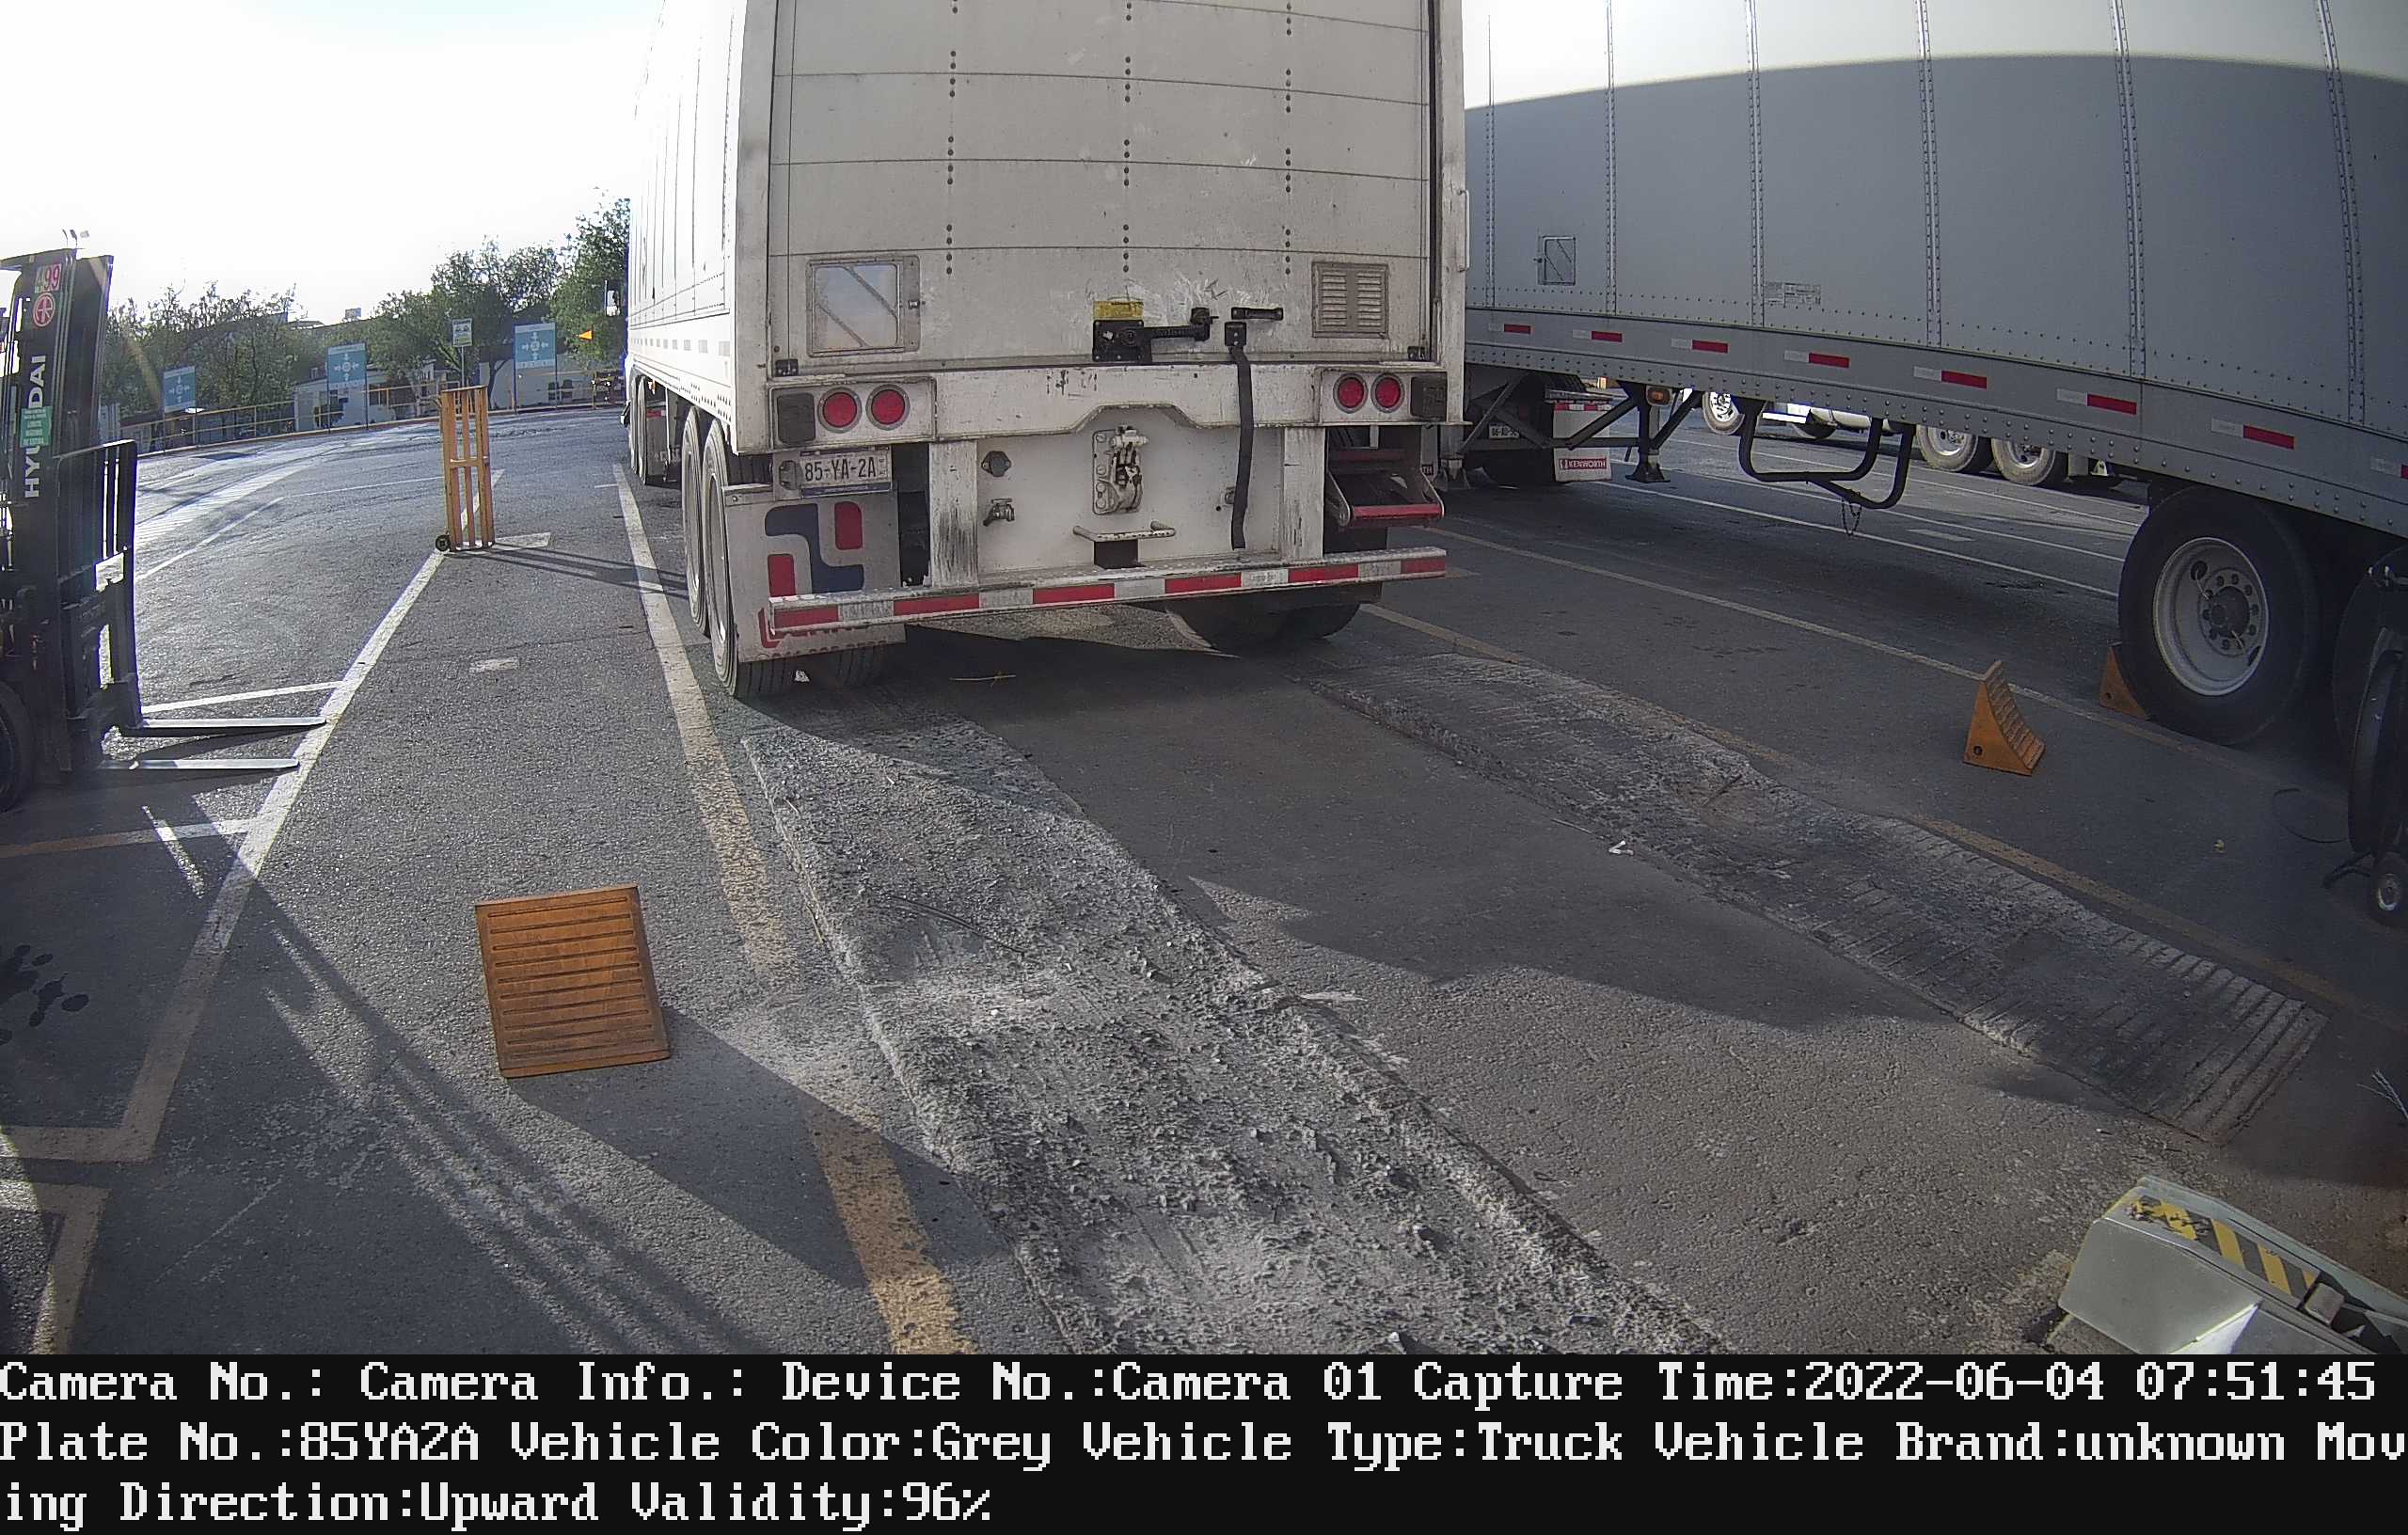 499
HYUNDAI
85-YA-2A
KENWORTH
Camera No.: Camera Info.: Device No.:Camera 01 Capture Time:2022-06-04 07:51:45
Plate No.:85YA2A Vehicle Color:Grey Vehicle Type:Truck Vehicle Brand:unknown Mov
ing Direction:Upward Validity:96%